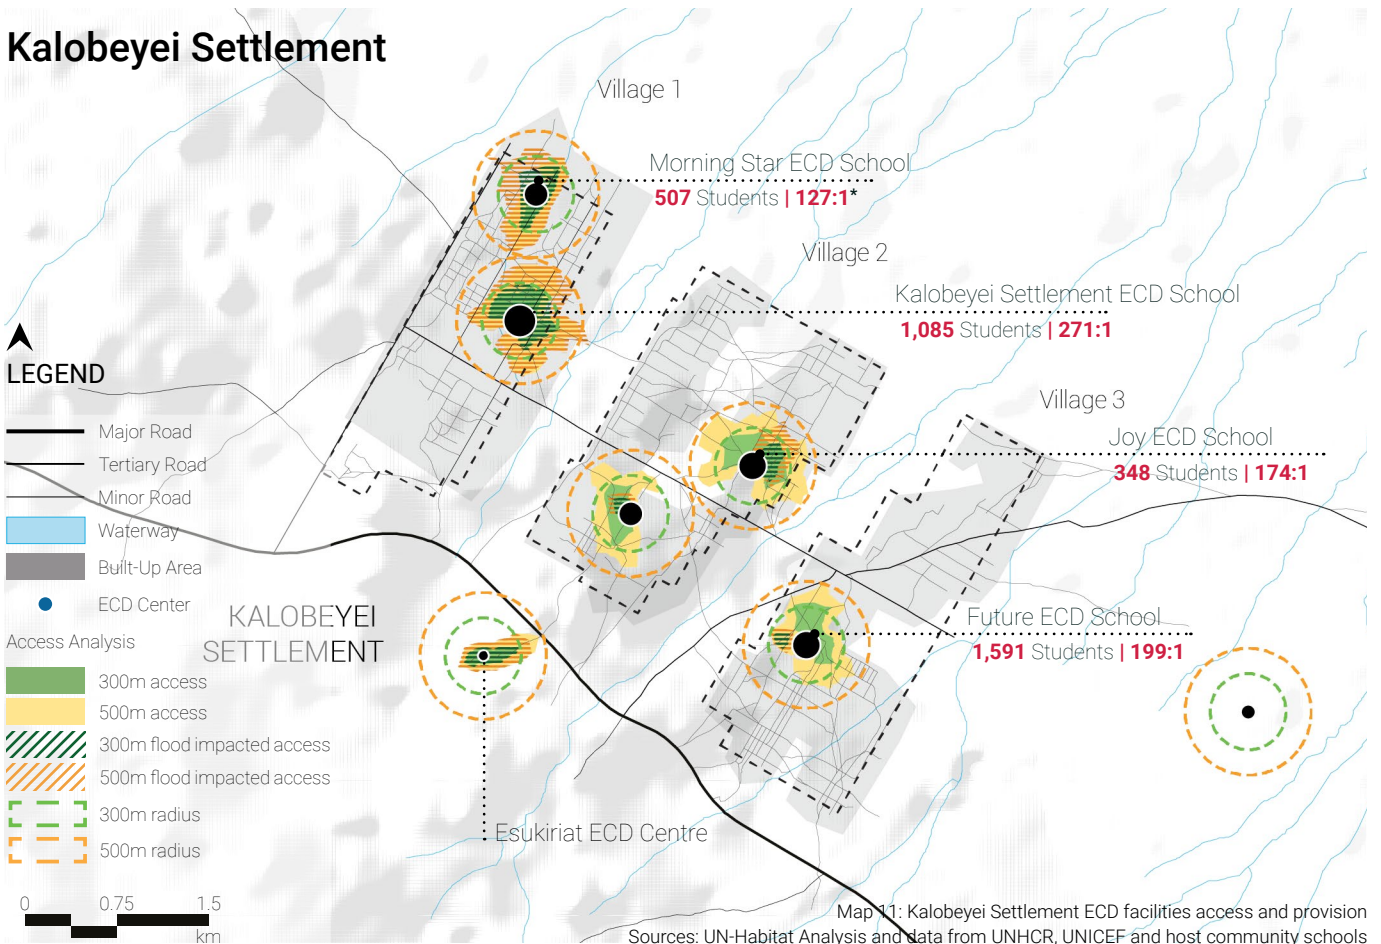 Kalobeyei Settlement
Village 1
Morning Star ECD School
507 Students | 127:1*
Village 2
Kalobeyei Settlement ECD School
1,085 Students | 271:1
Village 3
Joy ECD School
348 Students | 174:1
Future ECD School
1,591 Students | 199:1
KALOBEYEI
SETTLEMENT
Esukiriat ECD Centre
LEGEND
Major Road
Tertiary Road
Minor Road
Waterway
Built-Up Area
ECD Center
Access Analysis
300m access
500m access
300m flood impacted access
500m flood impacted access
300m radius
500m radius
0 0.75 1.5
km
Map 11: Kalobeyei Settlement ECD facilities access and provision
Sources: UN-Habitat Analysis and data from UNHCR, UNICEF and host community schools